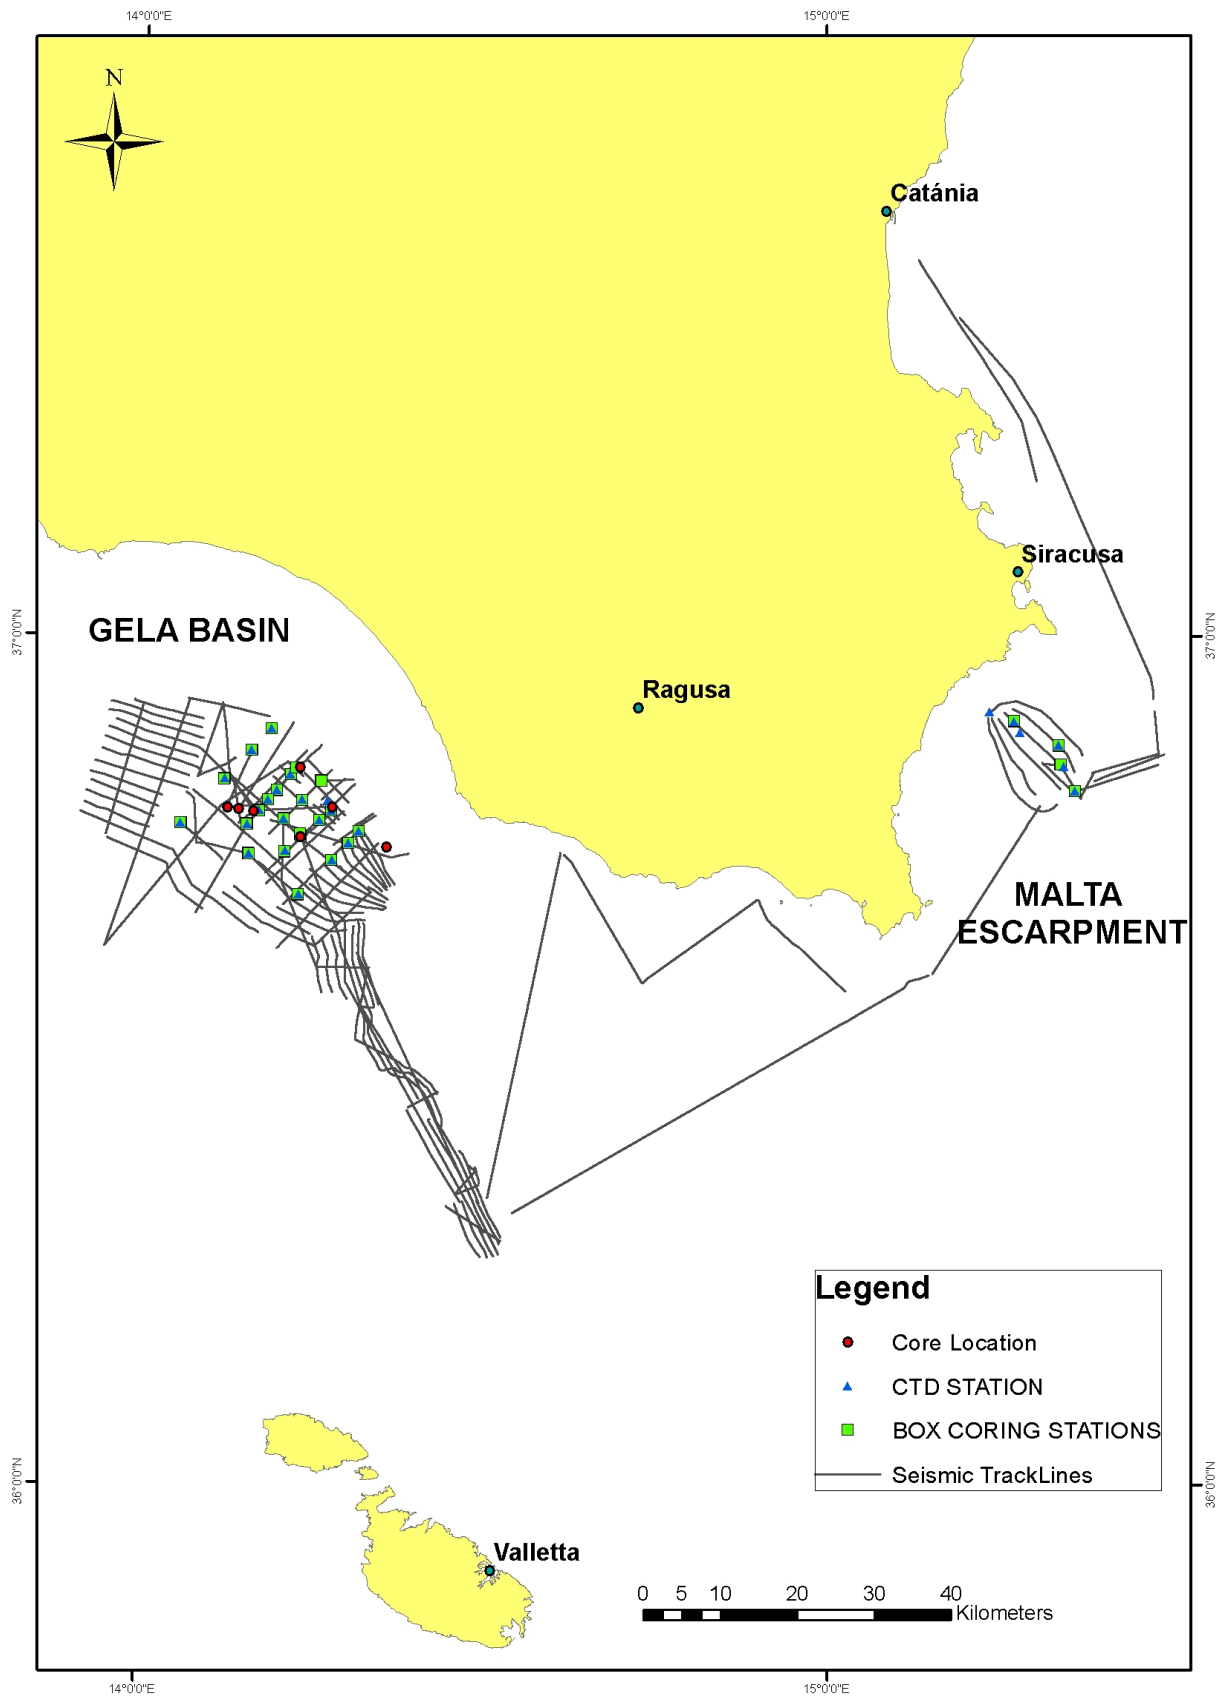 14°0'0"E
15°0'0"E
N
Catánia
Siracusa
37°0'0"N
GELA BASIN
37°0'0"N
Ragusa
MALTA
ESCARPMENT
Legend
Core Location
CTD STATION
BOX CORING STATIONS
Seismic TrackLines
36°0'0"N
36°0'0"N
Valletta
0 5 10 20 30 40
Kilometers
14°0'0"E
15°0'0"E